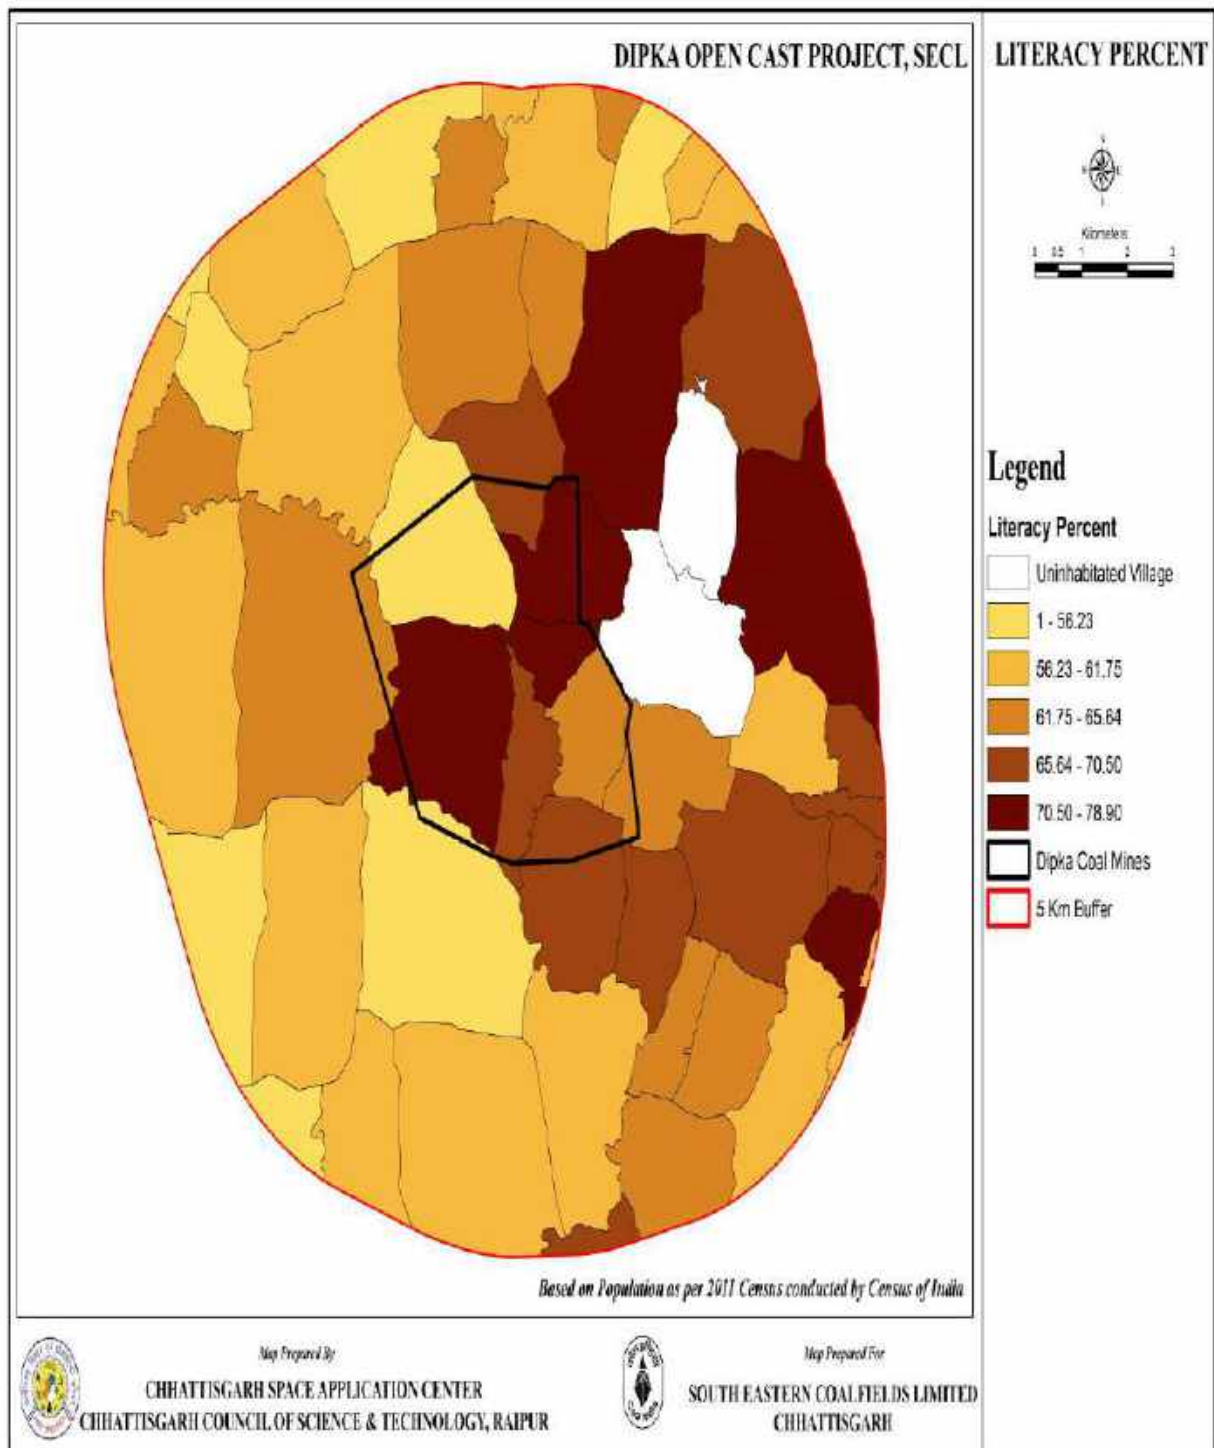 DIPKA OPEN CAST PROJECT, SECL
LITERACY PERCENT
Kilometers
Legend
Literacy Percent
Uninhabitated Village
1 - 56.23
56.23 - 61.75
61.75 - 65.64
65.64 - 70.50
70.50 - 78.90
Dipka Coal Mines
5 Km Buffer
Based on Population as per 2011 Census conducted by Census of India
Map Prepared By
CHHATTISGARH SPACE APPLICATION CENTER
CHHATTISGARH COUNCIL OF SCIENCE & TECHNOLOGY, RAIPUR
Map Prepared For
SOUTH EASTERN COALFIELDS LIMITED
CHHATTISGARH